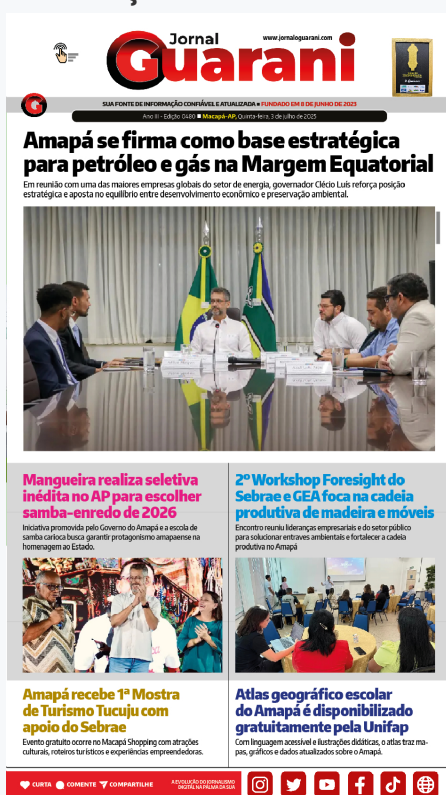 Jornal
www.jornaloguarani.com
Guarani
SUA FONTE DE INFORMAÇÃO CONFIÁVEL E ATUALIZADA ■ FUNDADO EM 8 DE JUNHO DE 2023
Ano III - Edição 0480 ■ Macapá-AP, Quinta-feira, 3 de julho de 2025
Amapá se firma como base estratégica
para petróleo e gás na Margem Equatorial
Em reunião com uma das maiores empresas globais do setor de energia, governador Clécio Luís reforça posição
estratégica e aposta no equilíbrio entre desenvolvimento econômico e preservação ambiental.
Mangueira realiza seletiva
inédita no AP para escolher
samba-enredo de 2026
Iniciativa promovida pelo Governo do Amapá e a escola de
samba carioca busca garantir protagonismo amapaense na
homenagem ao Estado.
2º Workshop Foresight do
Sebrae e GEA foca na cadeia
produtiva de madeira e móveis
Encontro reuniu lideranças empresariais e do setor público
para solucionar entraves ambientais e fortalecer a cadeia
produtiva no Amapá
Amapá recebe 1ª Mostra
de Turismo Tucuju com
apoio do Sebrae
Evento gratuito ocorre no Macapá Shopping com atrações
culturais, roteiros turísticos e experiências empreendedoras.
Atlas geográfico escolar
do Amapá é disponibilizado
gratuitamente pela Unifap
Com linguagem acessível e ilustrações didáticas, o atlas traz ma-
pas, gráficos e dados atualizados sobre o Amapá.
CURTA COMENTE COMPARTILHE
A EVOLUÇÃO DO JORNALISMO
DIGITAL NA PALMA DA SUA